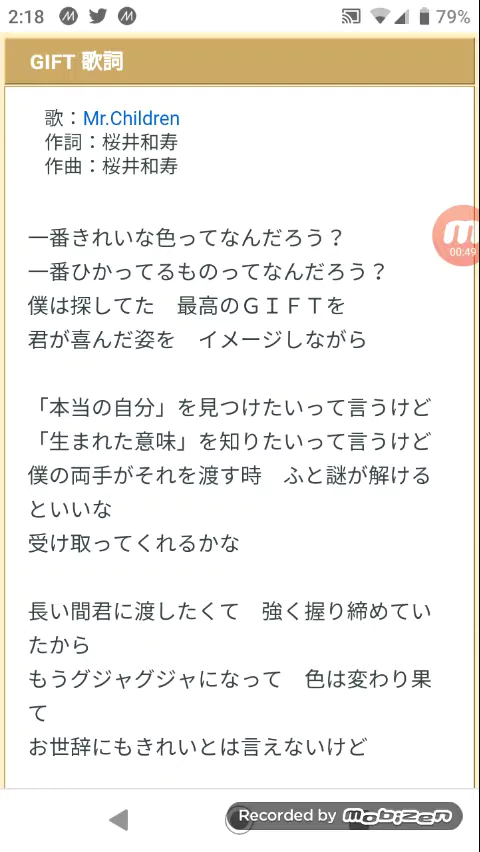 2:18
79%
GIFT 歌詞
歌：Mr.Children
作詞：桜井和寿
作曲：桜井和寿
一番きれいな色ってなんだろう？
一番ひかってるものってなんだろう？
僕は探してた　最高のＧＩＦＴを
君が喜んだ姿を　イメージしながら
00:49
「本当の自分」を見つけたいって言うけど
「生まれた意味」を知りたいって言うけど
僕の両手がそれを渡す時　ふと謎が解ける
といいな
受け取ってくれるかな
長い間君に渡したくて　強く握り締めてい
たから
もうグジャグジャになって　色は変わり果
て
お世辞にもきれいとは言えないけど
Recorded by mobizen